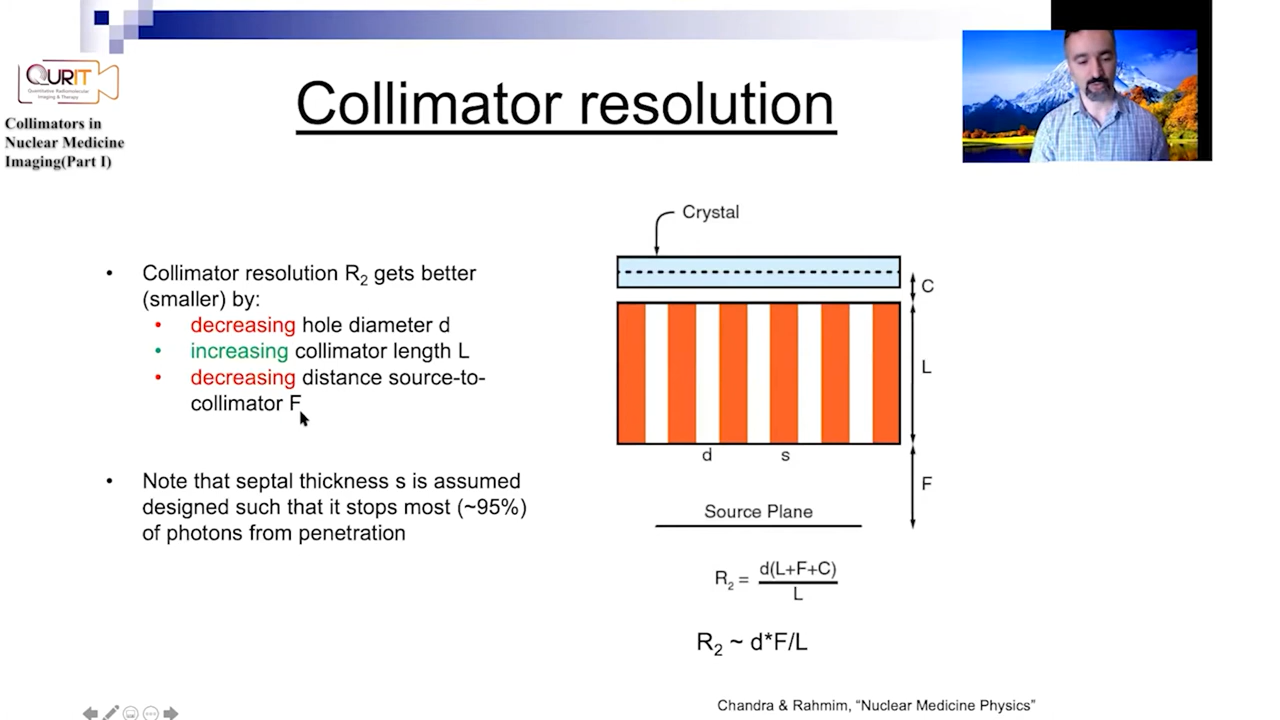 QURIT
Quantitative Radiomolecular
Imaging & Therapy
Collimators in
Nuclear Medicine
Imaging(Part I)
Collimator resolution
• Collimator resolution R₂ gets better
(smaller) by:
• decreasing hole diameter d
• increasing collimator length L
• decreasing distance source-to-
collimator F
• Note that septal thickness s is assumed
designed such that it stops most (~95%)
of photons from penetration
Crystal
C
L
d s
F
Source Plane
R₂ = d(L+F+C)
L
R₂ ~ d*F/L
Chandra & Rahmim, “Nuclear Medicine Physics”